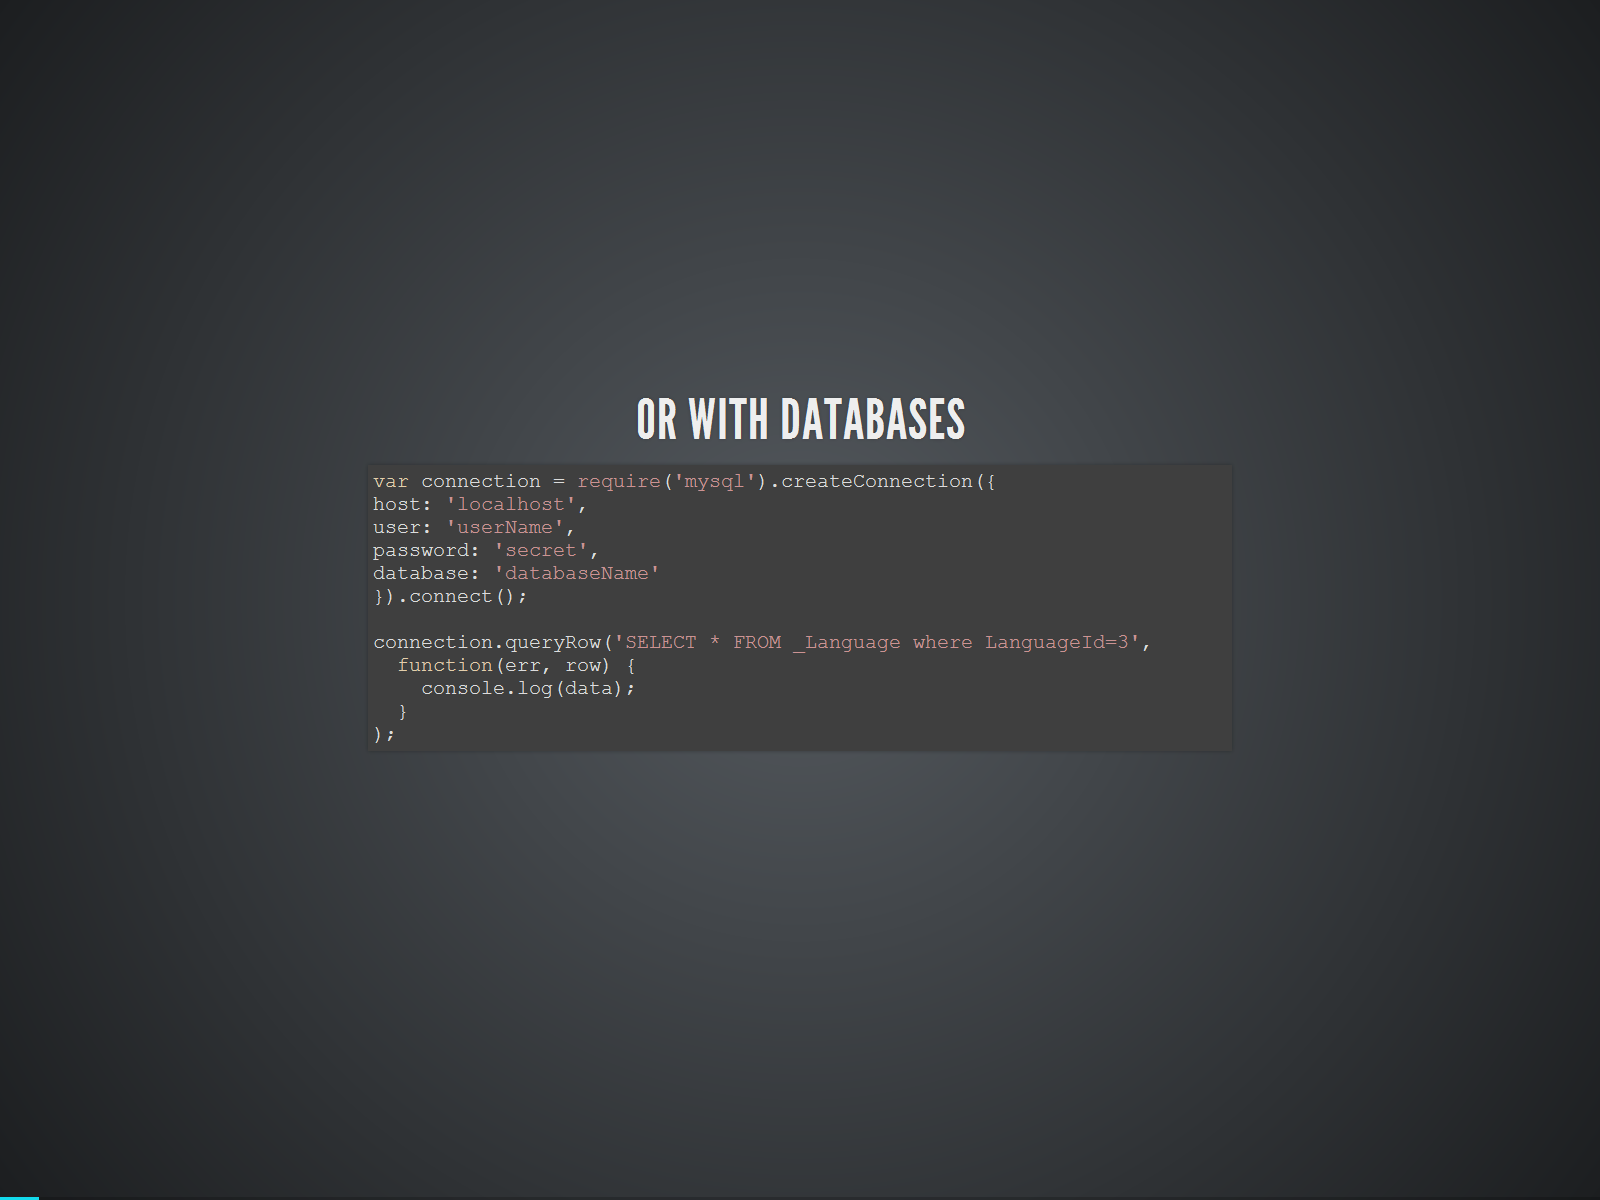 OR WITH DATABASES
var connection = require('mysql').createConnection({
host: 'localhost',
user: 'userName',
password: 'secret',
database: 'databaseName'
}).connect();
connection.queryRow('SELECT * FROM _Language where LanguageId=3',
  function(err, row) {
    console.log(data);
  }
);